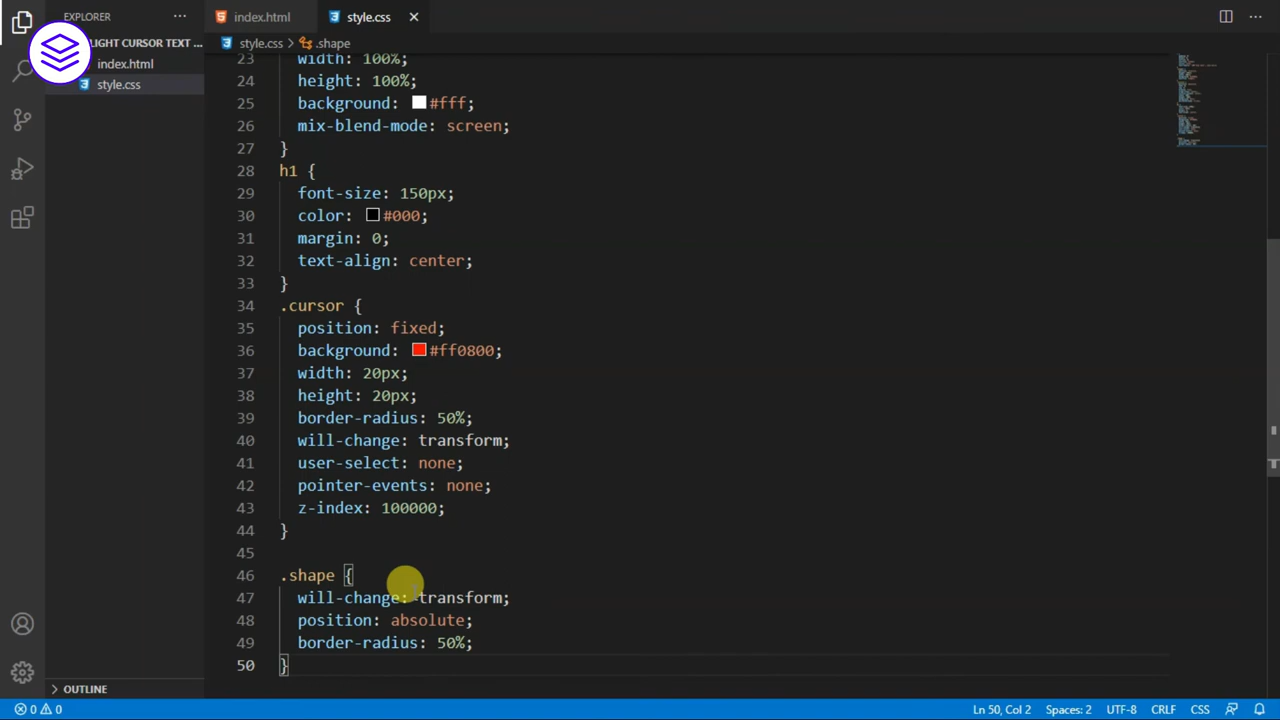 EXPLORER
LIGHT CURSOR TEXT ...
index.html
style.css
OUTLINE
index.html
style.css
style.css > .shape
23 width: 100%;
24 height: 100%;
25 background: #fff;
26 mix-blend-mode: screen;
27 }
28 h1 {
29 font-size: 150px;
30 color: #000;
31 margin: 0;
32 text-align: center;
33 }
34 .cursor {
35 position: fixed;
36 background: #ff0800;
37 width: 20px;
38 height: 20px;
39 border-radius: 50%;
40 will-change: transform;
41 user-select: none;
42 pointer-events: none;
43 z-index: 100000;
44 }
45
46 .shape {
47 will-change: transform;
48 position: absolute;
49 border-radius: 50%;
50 }
0 0 Ln 50, Col 2 Spaces: 2 UTF-8 CRLF CSS